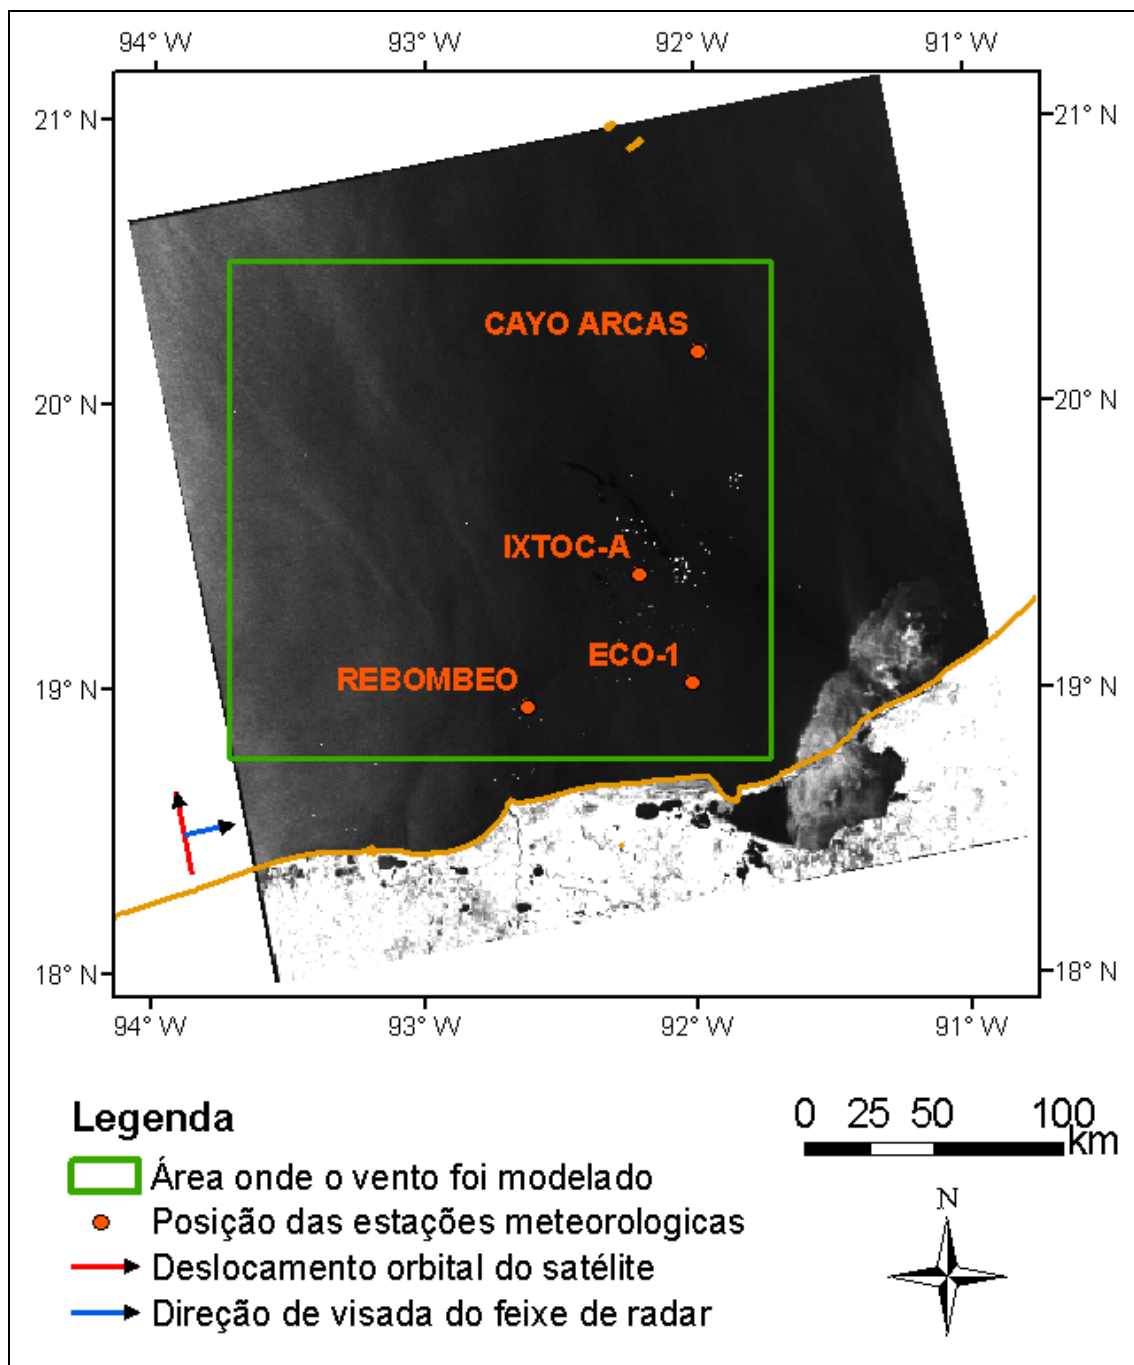 94° W 93° W 92° W 91° W
21° N 21° N
CAYO ARCAS
20° N 20° N
IXTOC-A
ECO-1
REBOMBEO
19° N 19° N
18° N 18° N
94° W 93° W 92° W 91° W
Legenda
Área onde o vento foi modelado
Posição das estações meteorologicas
Deslocamento orbital do satélite
Direção de visada do feixe de radar
0 25 50 100
km
N